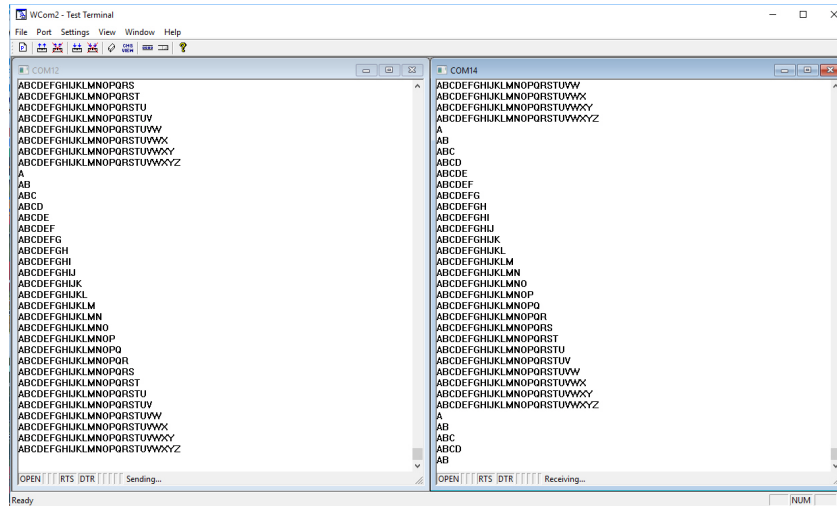 WCom2 - Test Terminal
File Port Settings View Window Help
CHG VIEW
COM12
ABCDEFGHIJKLMNOPQRS
ABCDEFGHIJKLMNOPQRST
ABCDEFGHIJKLMNOPQRSTU
ABCDEFGHIJKLMNOPQRSTUV
ABCDEFGHIJKLMNOPQRSTUVW
ABCDEFGHIJKLMNOPQRSTUVWX
ABCDEFGHIJKLMNOPQRSTUVWXY
ABCDEFGHIJKLMNOPQRSTUVWXYZ
A
AB
ABC
ABCD
ABCDE
ABCDEF
ABCDEFG
ABCDEFGH
ABCDEFGHI
ABCDEFGHIJ
ABCDEFGHIJK
ABCDEFGHIJKL
ABCDEFGHIJKLM
ABCDEFGHIJKLMN
ABCDEFGHIJKLMNO
ABCDEFGHIJKLMNOP
ABCDEFGHIJKLMNOPQ
ABCDEFGHIJKLMNOPQR
ABCDEFGHIJKLMNOPQRS
ABCDEFGHIJKLMNOPQRST
ABCDEFGHIJKLMNOPQRSTU
ABCDEFGHIJKLMNOPQRSTUV
ABCDEFGHIJKLMNOPQRSTUVW
ABCDEFGHIJKLMNOPQRSTUVWX
ABCDEFGHIJKLMNOPQRSTUVWXY
ABCDEFGHIJKLMNOPQRSTUVWXYZ
OPEN RTS DTR Sending...
COM14
ABCDEFGHIJKLMNOPQRSTUVW
ABCDEFGHIJKLMNOPQRSTUVWX
ABCDEFGHIJKLMNOPQRSTUVWXY
ABCDEFGHIJKLMNOPQRSTUVWXYZ
A
AB
ABC
ABCD
ABCDE
ABCDEF
ABCDEFG
ABCDEFGH
ABCDEFGHI
ABCDEFGHIJ
ABCDEFGHIJK
ABCDEFGHIJKL
ABCDEFGHIJKLM
ABCDEFGHIJKLMN
ABCDEFGHIJKLMNO
ABCDEFGHIJKLMNOP
ABCDEFGHIJKLMNOPQ
ABCDEFGHIJKLMNOPQR
ABCDEFGHIJKLMNOPQRS
ABCDEFGHIJKLMNOPQRST
ABCDEFGHIJKLMNOPQRSTU
ABCDEFGHIJKLMNOPQRSTUV
ABCDEFGHIJKLMNOPQRSTUVW
ABCDEFGHIJKLMNOPQRSTUVWX
ABCDEFGHIJKLMNOPQRSTUVWXY
ABCDEFGHIJKLMNOPQRSTUVWXYZ
A
AB
ABC
ABCD
AB
OPEN RTS DTR Receiving...
Ready
NUM